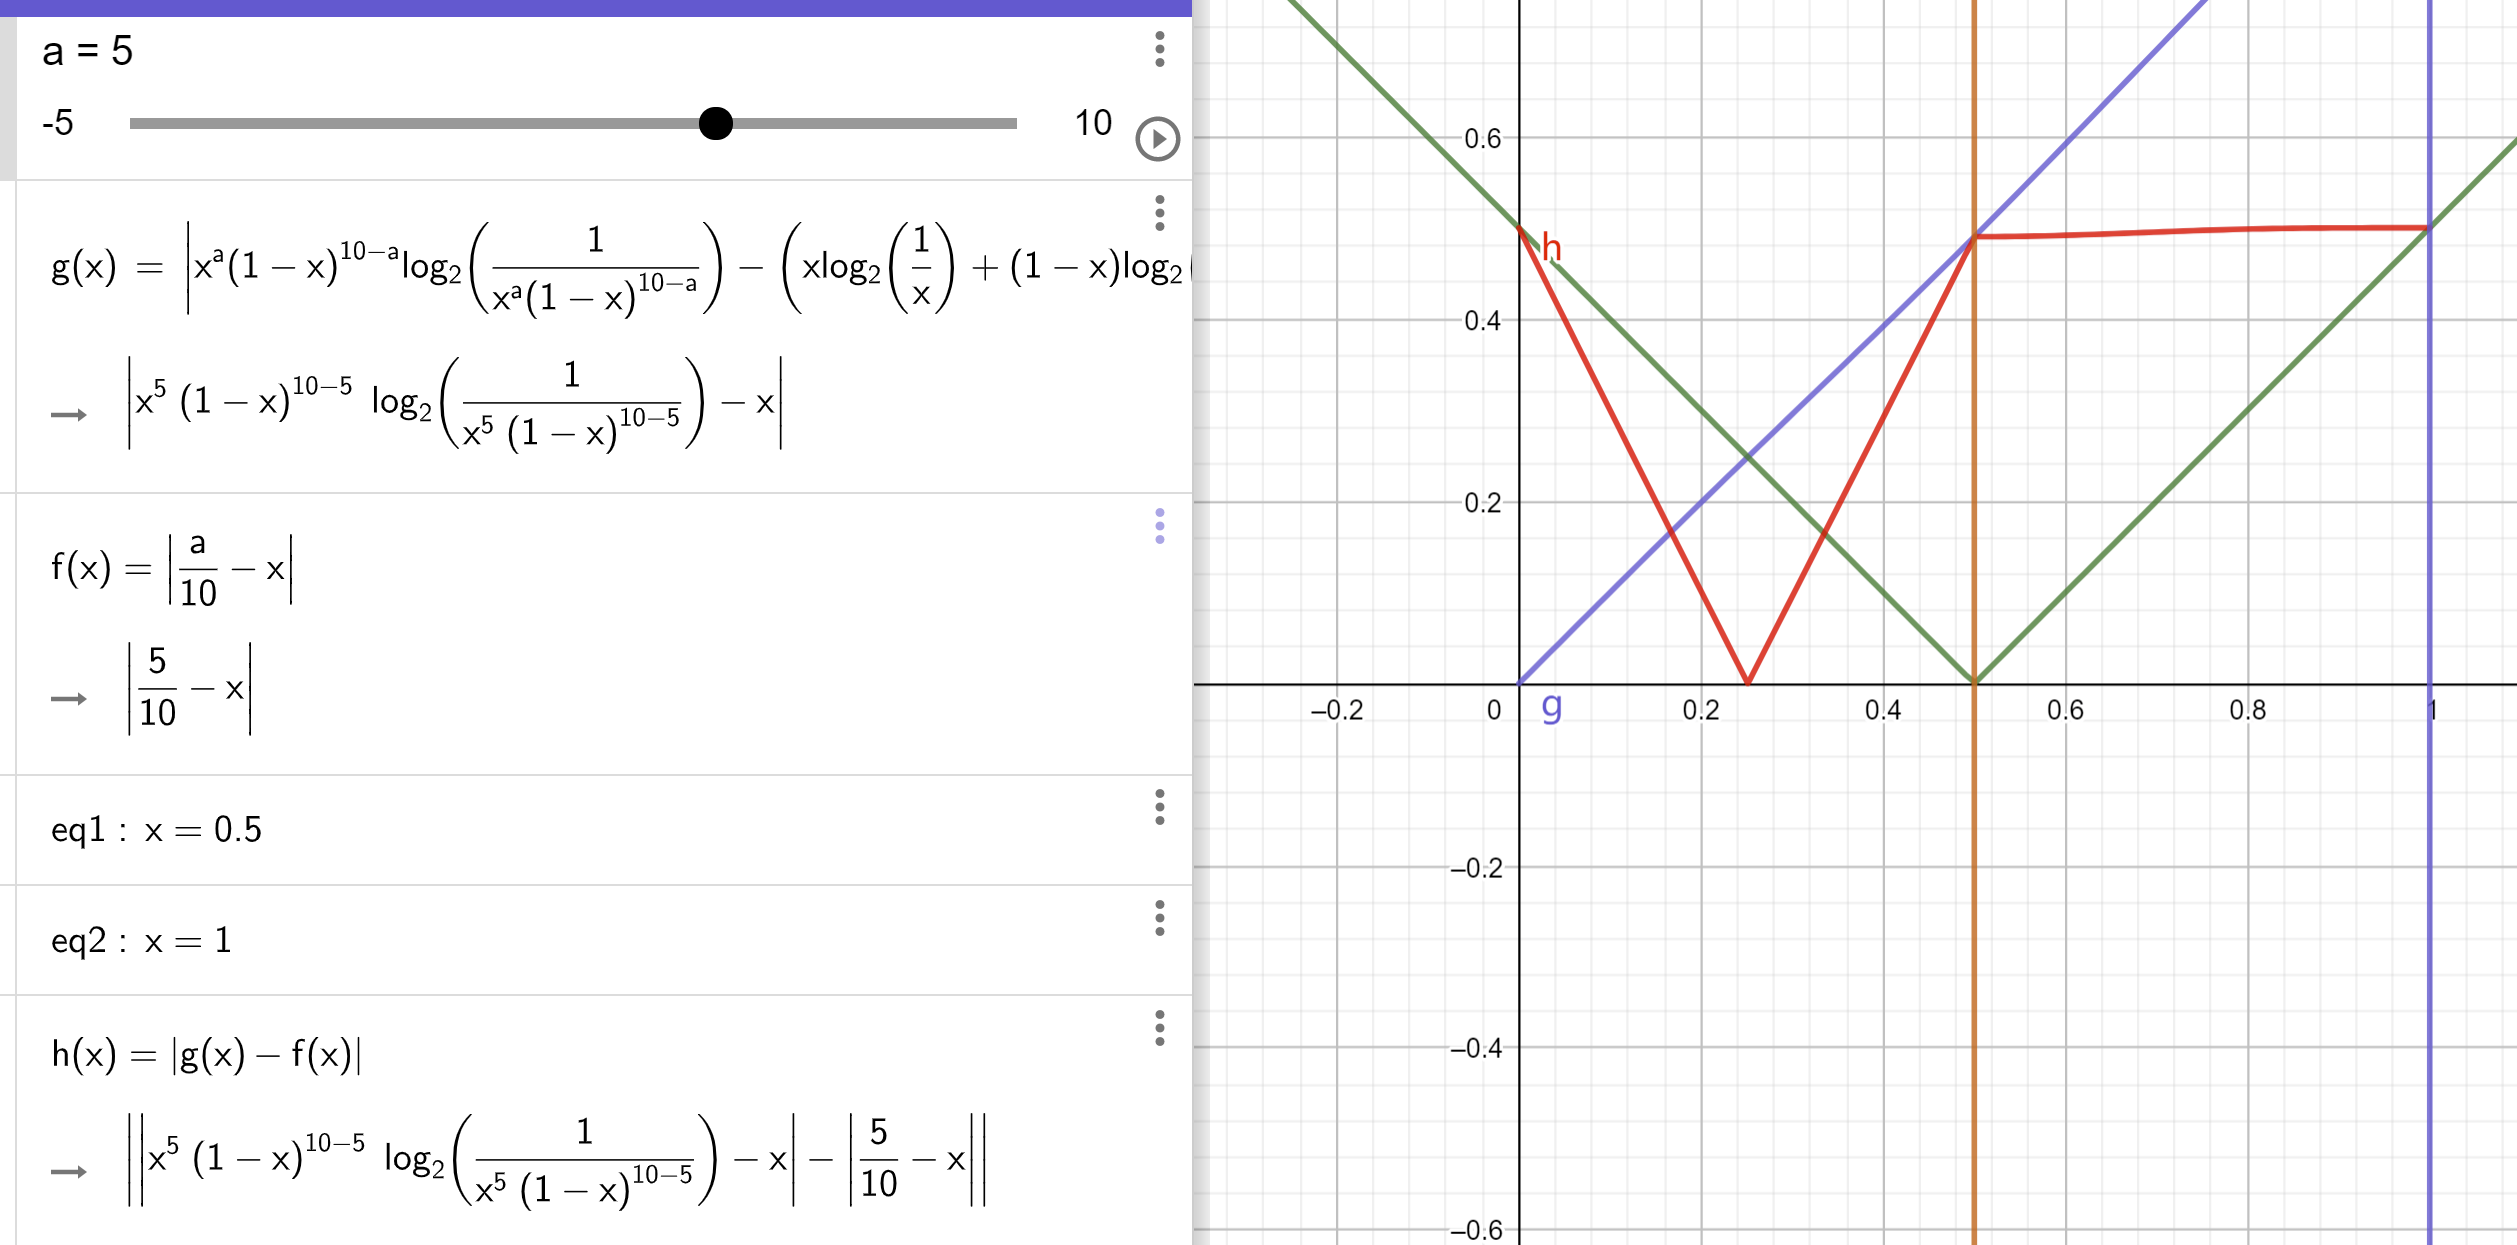 a = 5
-5 10
g(x) = |xᵃ(1 − x)¹⁰⁻ᵃlog₂(1/(xᵃ(1 − x)¹⁰⁻ᵃ)) − (xlog₂(1/x) + (1 − x)log₂(
→ |x⁵ (1 − x)¹⁰⁻⁵ log₂(1/(x⁵ (1 − x)¹⁰⁻⁵)) − x|
f(x) = |a/10 − x|
→ |5/10 − x|
eq1 : x = 0.5
eq2 : x = 1
h(x) = |g(x) − f(x)|
→ ||x⁵ (1 − x)¹⁰⁻⁵ log₂(1/(x⁵ (1 − x)¹⁰⁻⁵)) − x| − |5/10 − x||
0.6
h
0.4
0.2
−0.2 0 g 0.2 0.4 0.6 0.8 1
−0.2
−0.4
−0.6